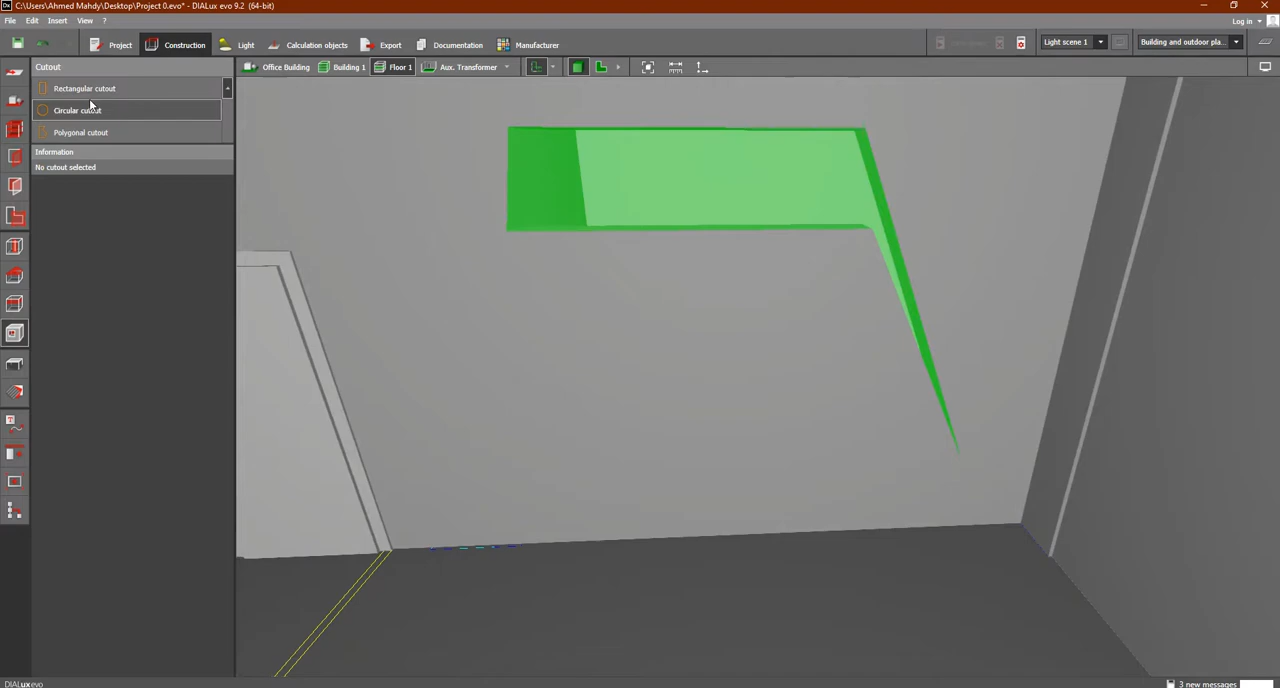 C:\Users\Ahmed Mahdy\Desktop\Project 0.evo* - DIALux evo 9.2 (64-bit)
File Edit Insert View ?
Log in
Project Construction Light Calculation objects Export Documentation Manufacturer
Light scene 1
Building and outdoor pla...
Cutout
Office Building Building 1 Floor 1 Aux. Transformer
Rectangular cutout
Circular cutout
Polygonal cutout
Information
No cutout selected
DIALux evo
3 new messages